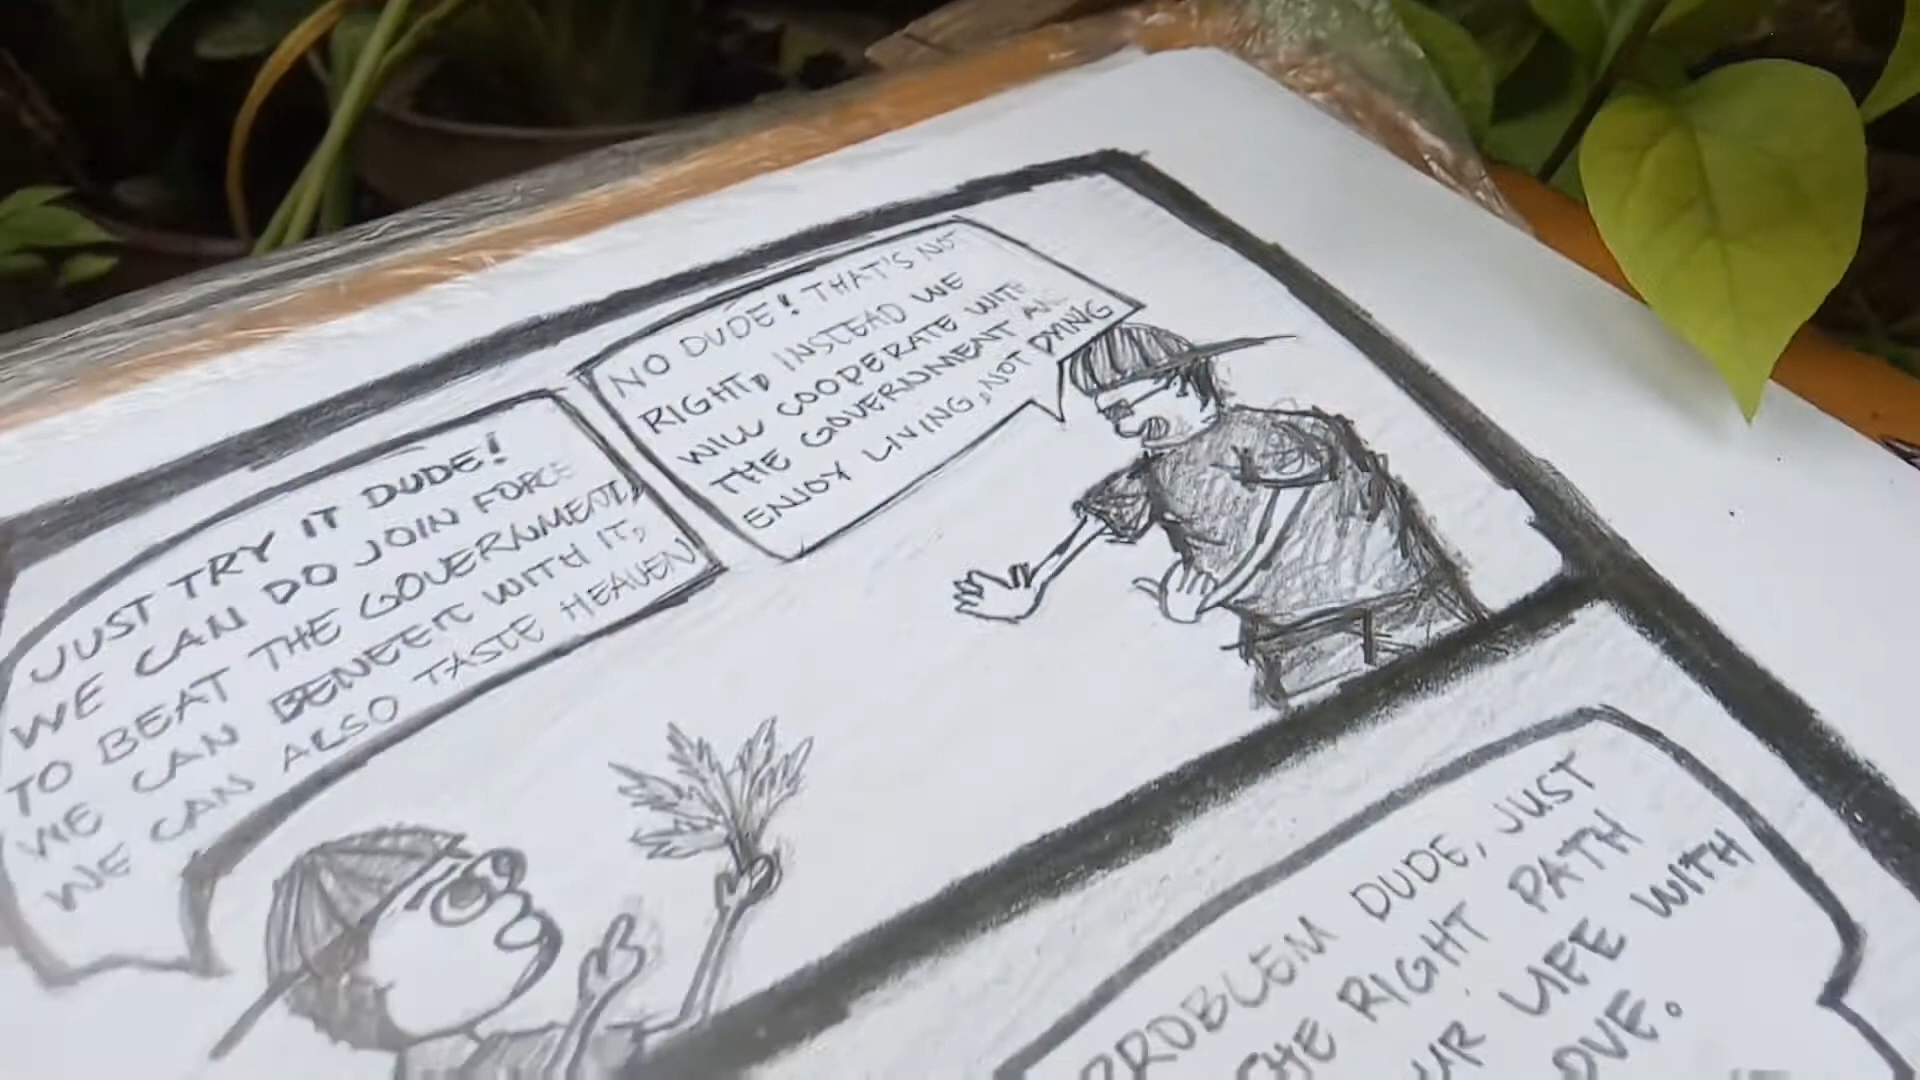 JUST TRY IT DUDE!
WE CAN DO JOIN FORCE
TO BEAT THE GOVERNMENT,
WE CAN BENEFIT WITH IT,
WE CAN ALSO TASTE HEAVEN
NO DUDE! THAT'S NOT
RIGHT, INSTEAD WE
WILL COOPERATE WITH
THE GOVERNMENT AND
ENJOY LIVING, NOT DYING
PROBLEM DUDE, JUST
THE RIGHT PATH
LIFE WITH